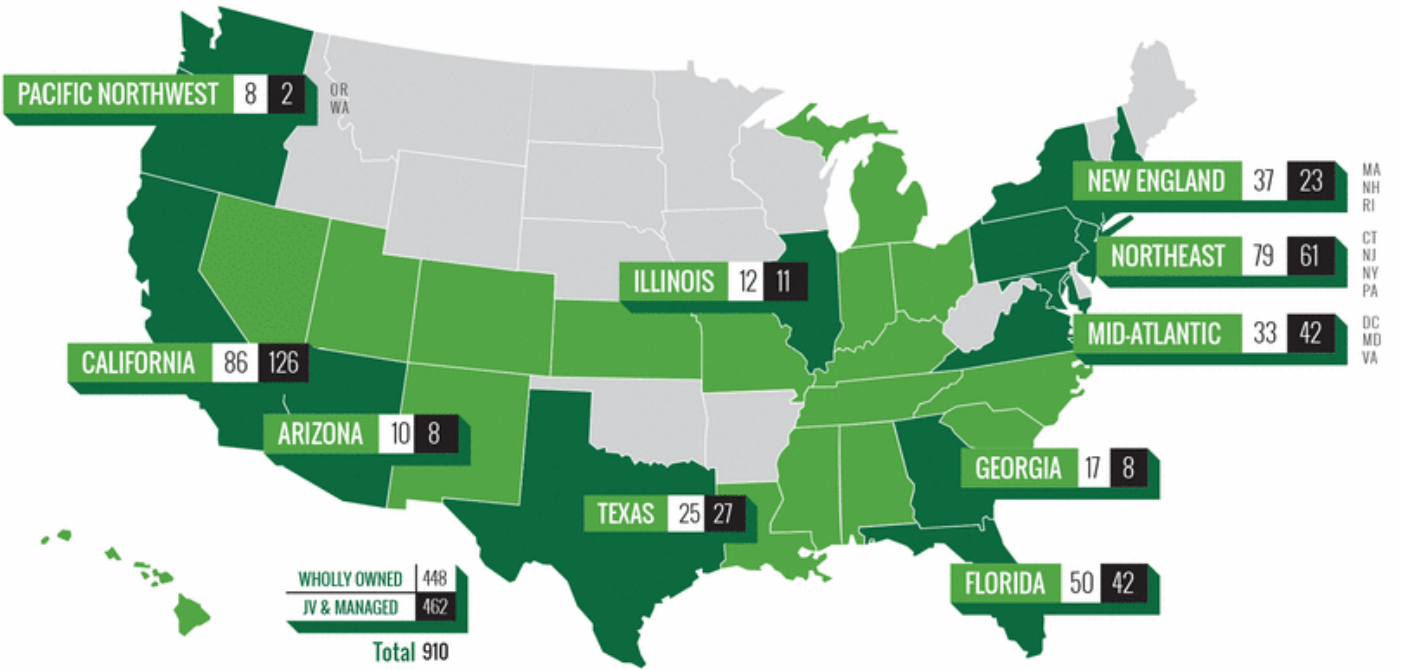 PACIFIC NORTHWEST 8 2
OR
WA
NEW ENGLAND 37 23
MA
NH
RI
NORTHEAST 79 61
CT
NJ
NY
PA
ILLINOIS 12 11
MID-ATLANTIC 33 42
DC
MD
VA
CALIFORNIA 86 126
ARIZONA 10 8
GEORGIA 17 8
TEXAS 25 27
FLORIDA 50 42
WHOLLY OWNED 448
JV & MANAGED 462
Total 910